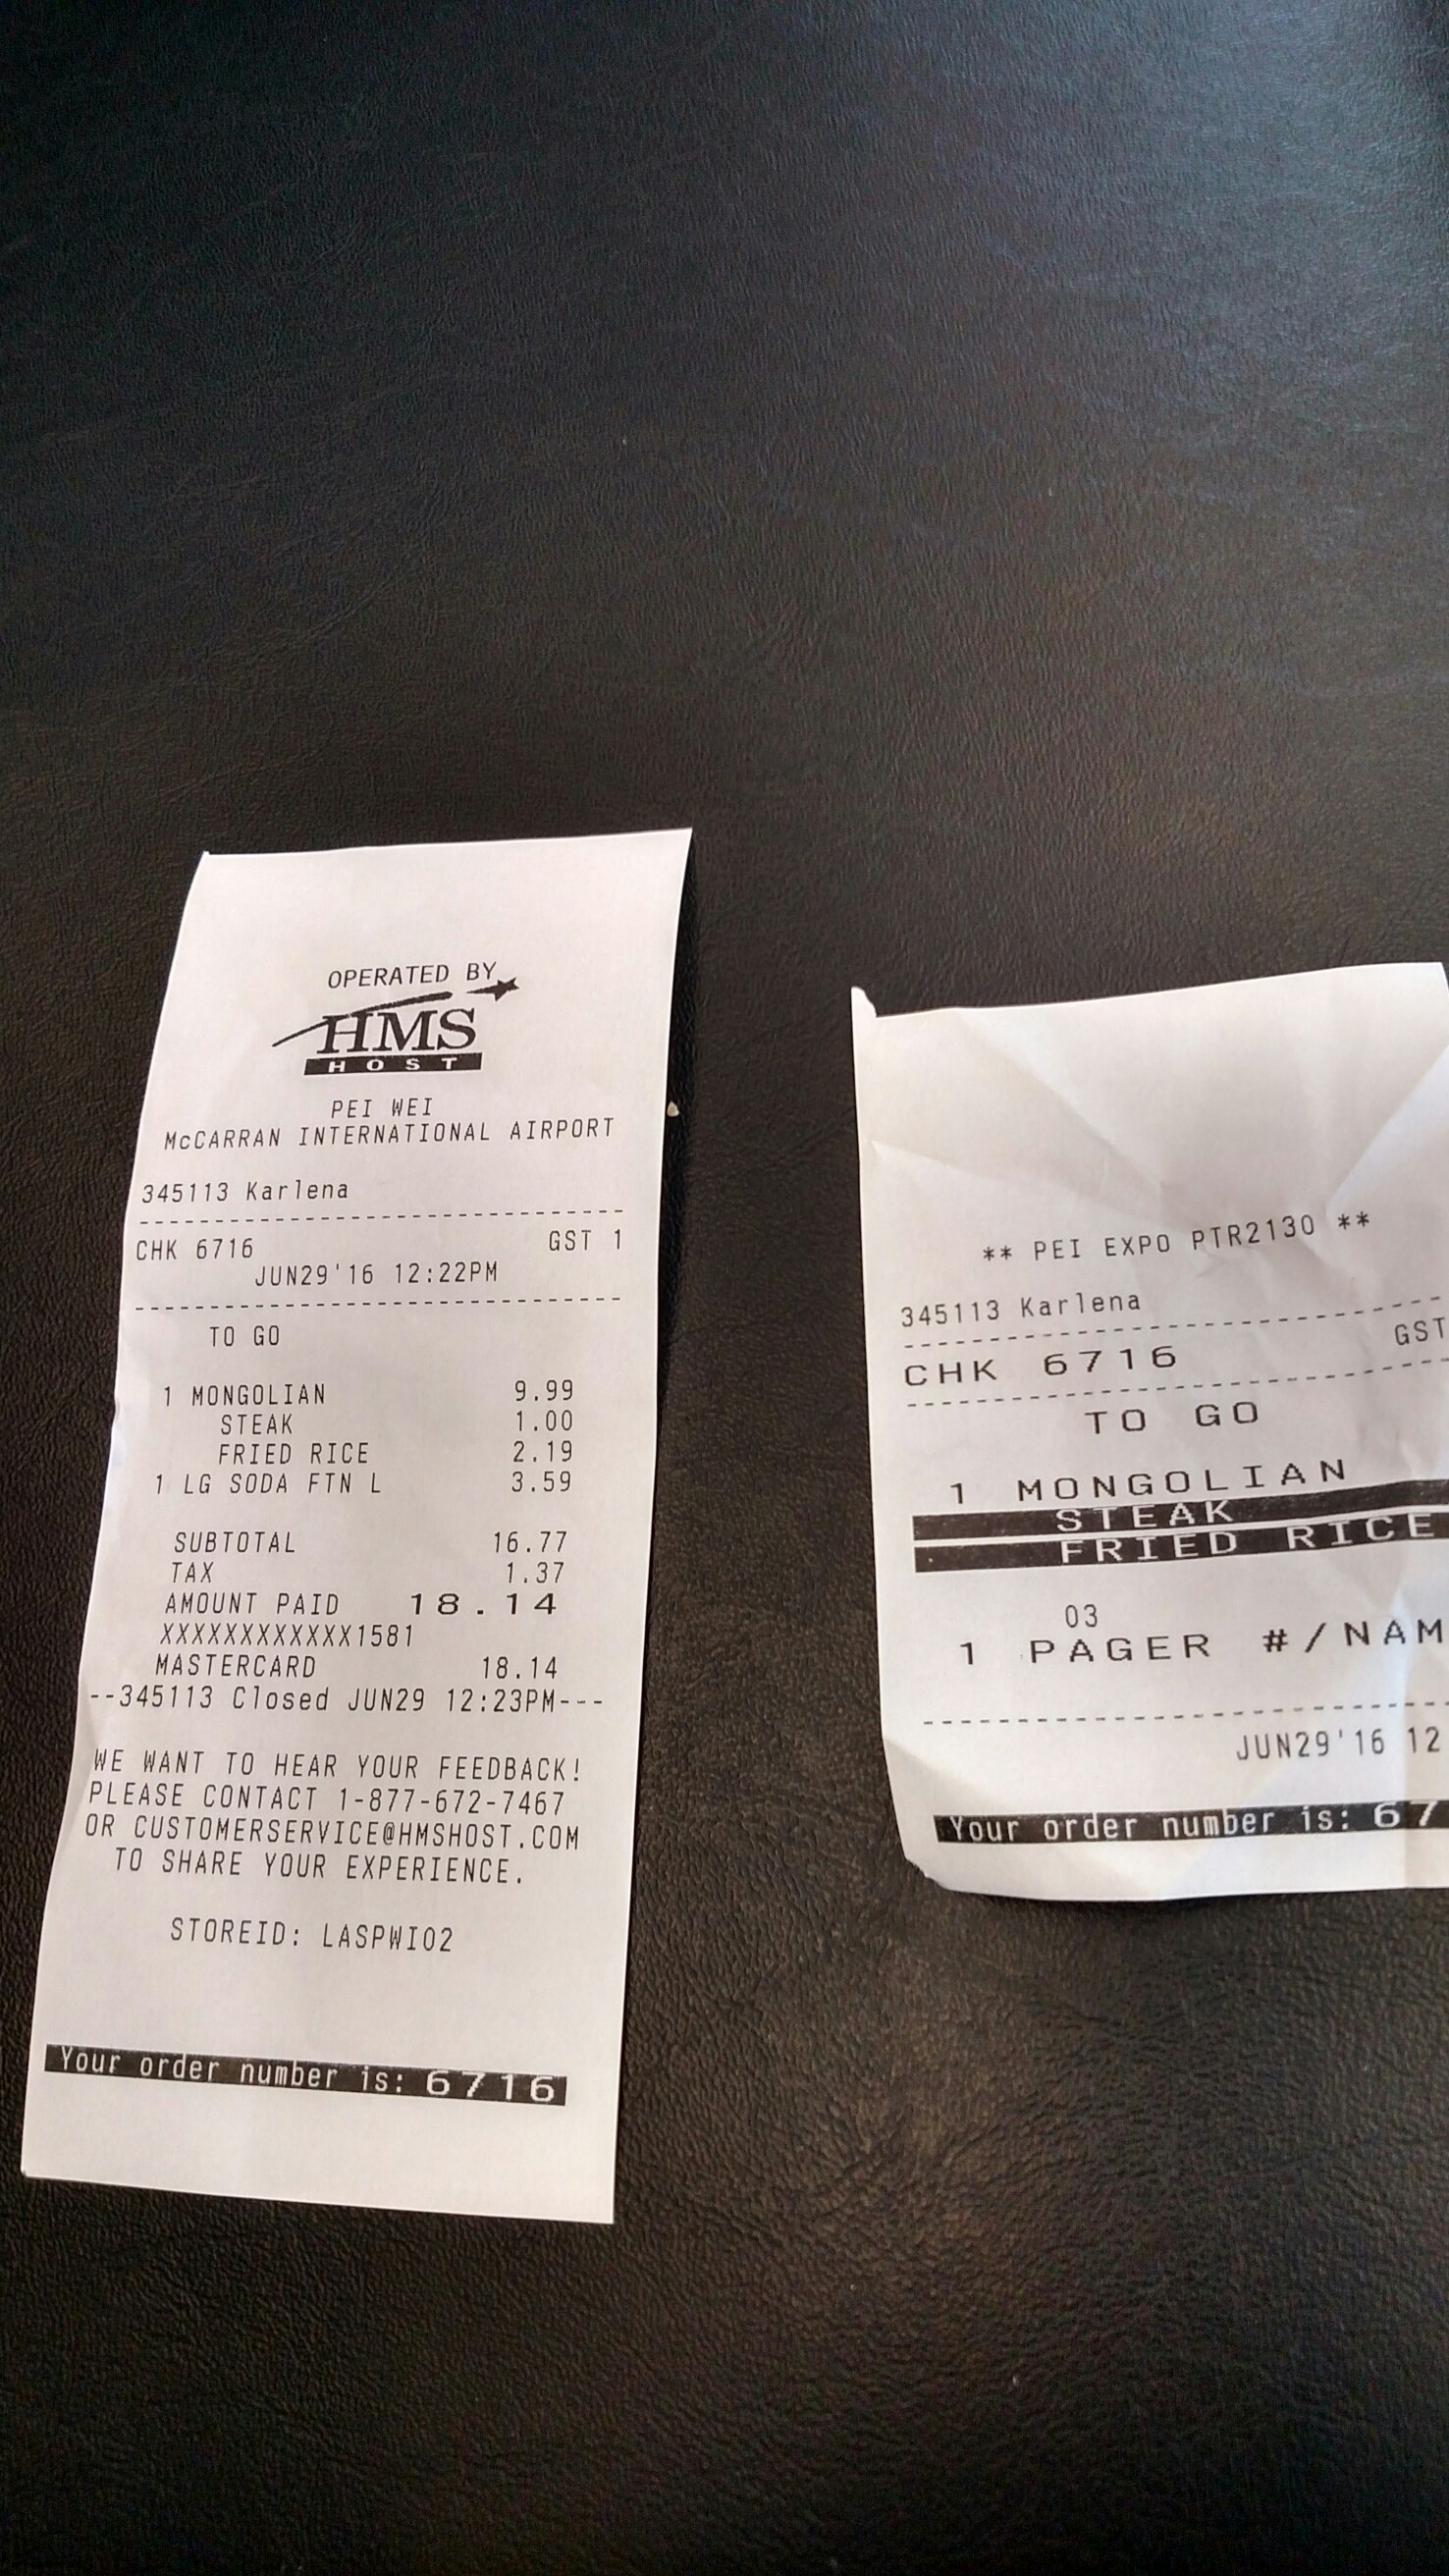 OPERATED BY
HMS
HOST
PEI WEI
McCARRAN INTERNATIONAL AIRPORT
345113 Karlena
--------------------------------
CHK 6716 GST 1
JUN29'16 12:22PM
--------------------------------
TO GO
1 MONGOLIAN 9.99
STEAK 1.00
FRIED RICE 2.19
1 LG SODA FTN L 3.59
SUBTOTAL 16.77
TAX 1.37
AMOUNT PAID 18.14
XXXXXXXXXXXX1581
MASTERCARD 18.14
--345113 Closed JUN29 12:23PM---
WE WANT TO HEAR YOUR FEEDBACK!
PLEASE CONTACT 1-877-672-7467
OR CUSTOMERSERVICE@HMSHOST.COM
TO SHARE YOUR EXPERIENCE.
STOREID: LASPWI02
Your order number is: 6716
** PEI EXPO PTR2130 **
345113 Karlena
--------------------------------
CHK 6716 GST
--------------------------------
TO GO
1 MONGOLIAN
STEAK
FRIED RICE
03
1 PAGER #/NAM
--------------------------------
JUN29'16 12
Your order number is: 67